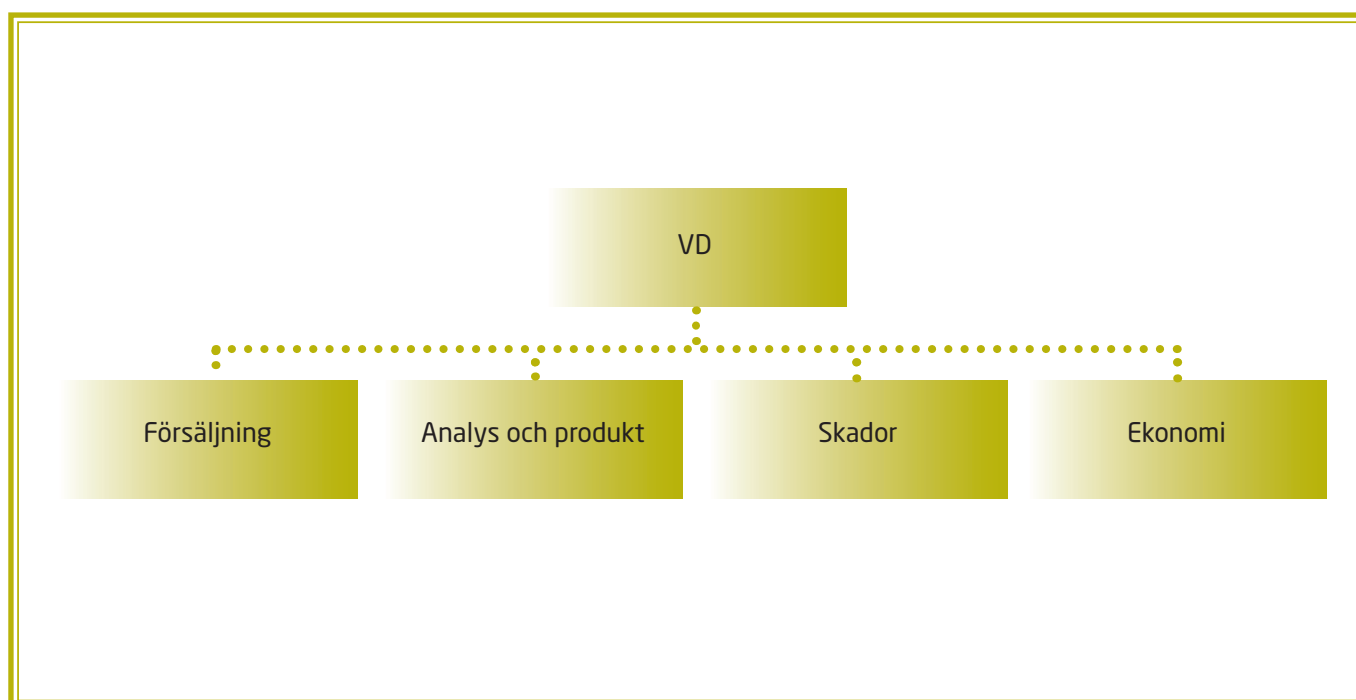 VD
Försäljning
Analys och produkt
Skador
Ekonomi